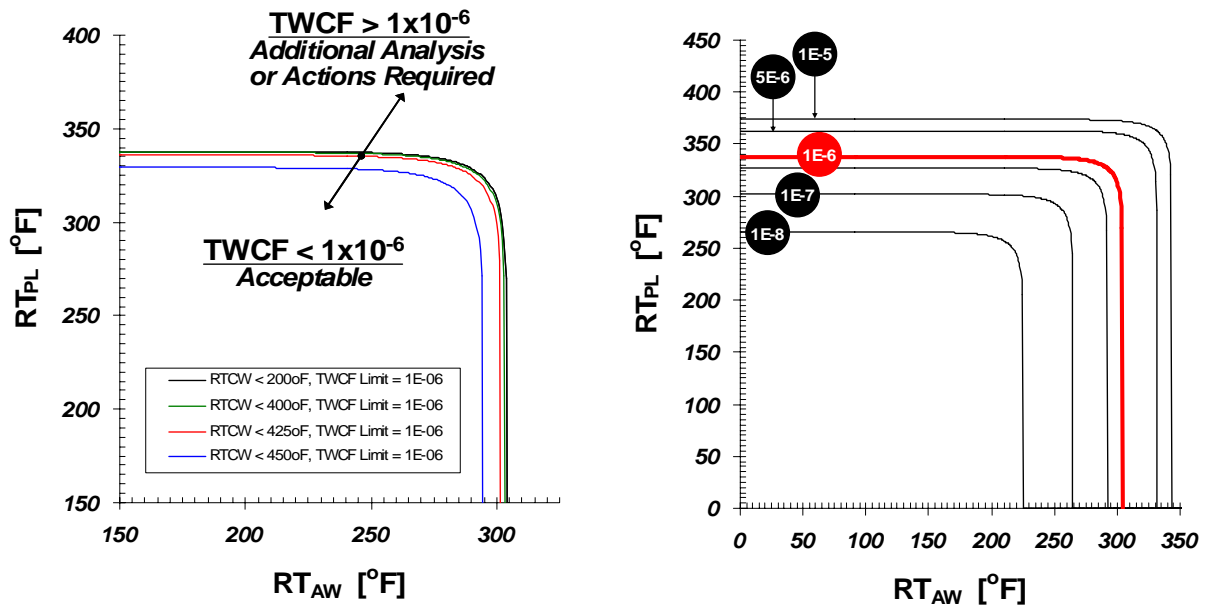 TWCF > 1x10-6
Additional Analysis
or Actions Required
TWCF < 1x10-6
Acceptable
400
350
300
250
200
150
RTPL [oF]
150 200 250 300
RTAW [oF]
RTCW < 200oF, TWCF Limit = 1E-06
RTCW < 400oF, TWCF Limit = 1E-06
RTCW < 425oF, TWCF Limit = 1E-06
RTCW < 450oF, TWCF Limit = 1E-06
1E-5
5E-6
1E-6
1E-7
1E-8
450
400
350
300
250
200
150
100
50
0
RTPL [oF]
0 50 100 150 200 250 300 350
RTAW [oF]